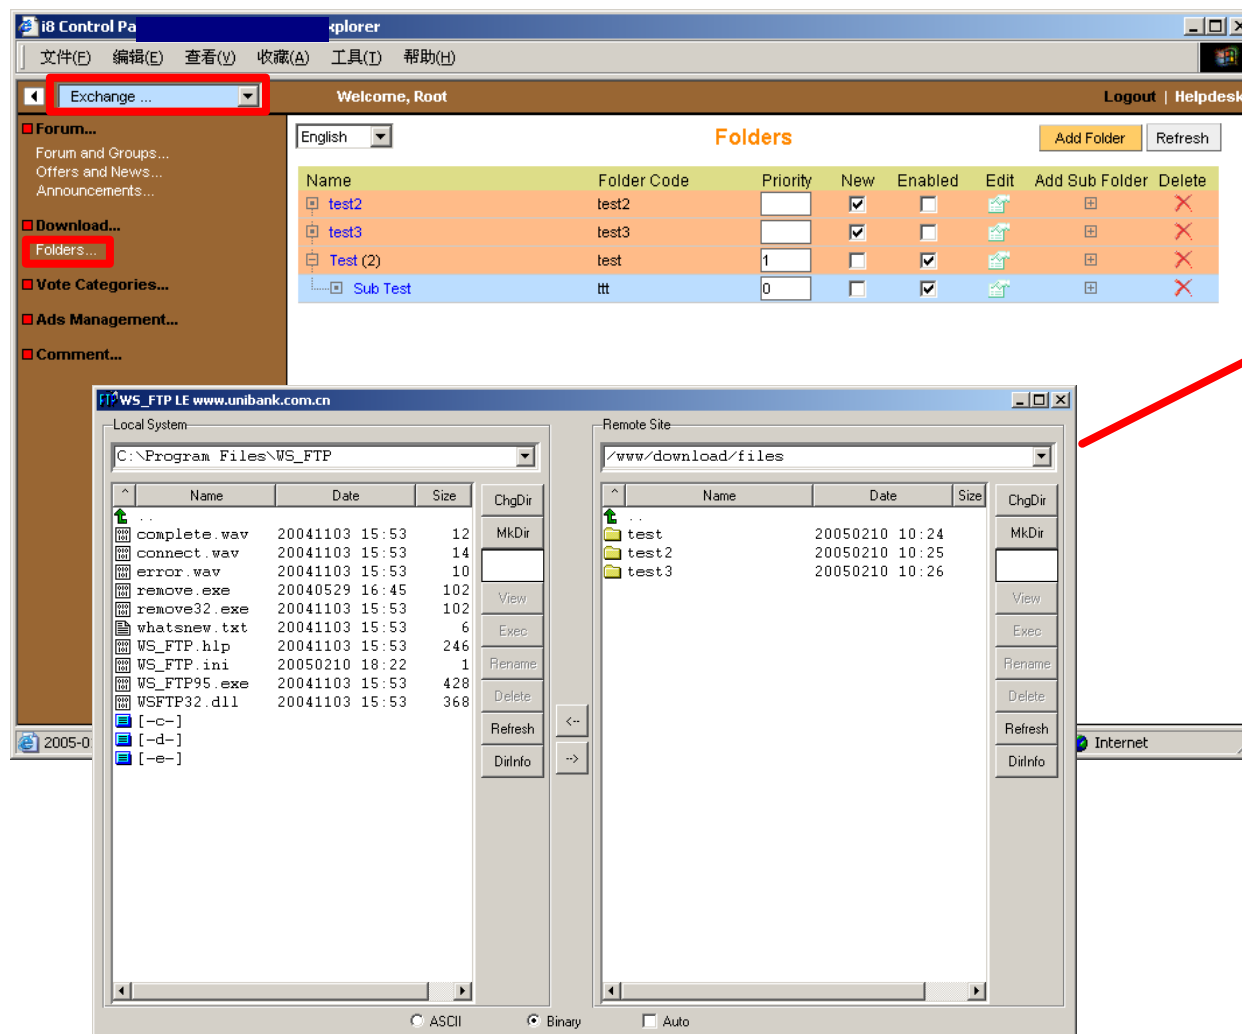 i8 Control Pa xplorer
文件(F) 编辑(E) 查看(V) 收藏(A) 工具(T) 帮助(H)
Exchange ... Welcome, Root Logout | Helpdesk
Forum...
Forum and Groups...
Offers and News...
Announcements...
Download...
Folders...
Vote Categories...
Ads Management...
Comment...
English Folders Add Folder Refresh
Name Folder Code Priority New Enabled Edit Add Sub Folder Delete
test2 test2
test3 test3
Test (2) test 1
Sub Test ttt 0
2005-0 Internet
WS_FTP LE www.unibank.com.cn
Local System
C:\Program Files\WS_FTP
^ Name Date Size
..
complete.wav 20041103 15:53 12
connect.wav 20041103 15:53 14
error.wav 20041103 15:53 10
remove.exe 20040529 16:45 102
remove32.exe 20041103 15:53 102
whatsnew.txt 20041103 15:53 6
WS_FTP.hlp 20041103 15:53 246
WS_FTP.ini 20050210 18:22 1
WS_FTP95.exe 20041103 15:53 428
WSFTP32.dll 20041103 15:53 368
[-c-]
[-d-]
[-e-]
ChgDir
MkDir
View
Exec
Rename
Delete
Refresh
DirInfo
<--
-->
Remote Site
/www/download/files
^ Name Date Size
..
test 20050210 10:24
test2 20050210 10:25
test3 20050210 10:26
ChgDir
MkDir
View
Exec
Rename
Delete
Refresh
DirInfo
ASCII Binary Auto